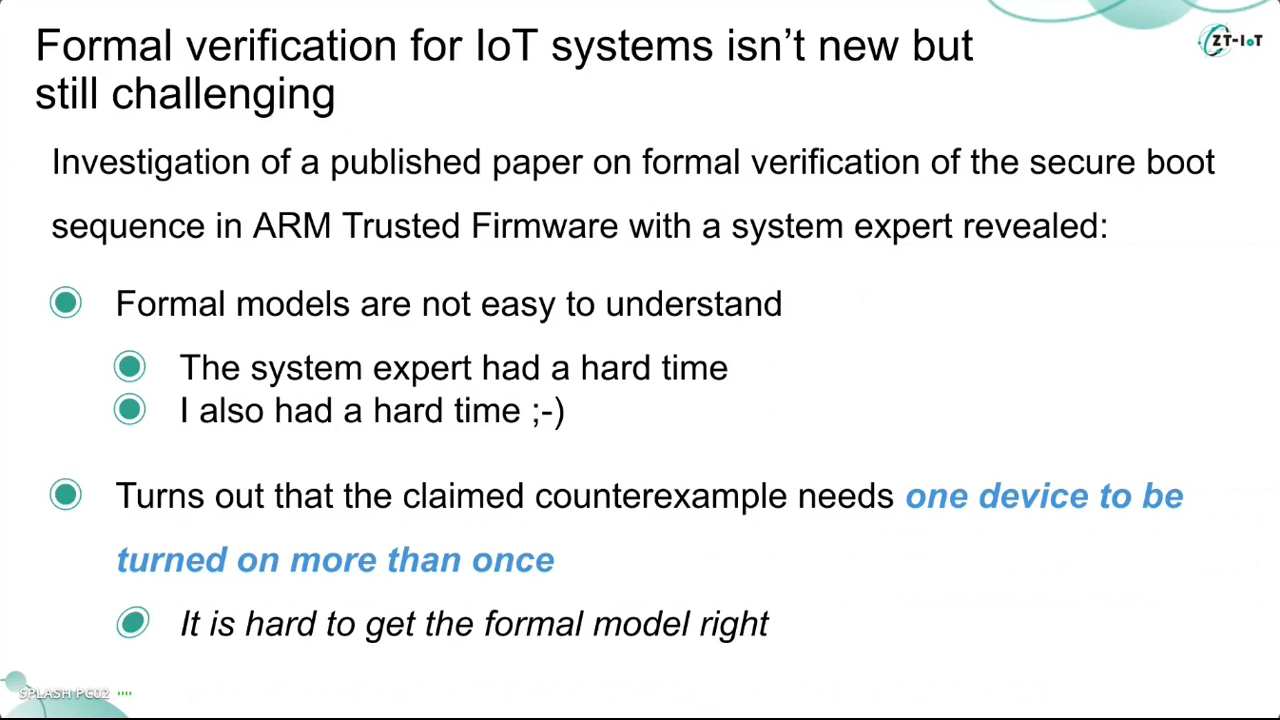 Formal verification for IoT systems isn’t new but
still challenging
ZT-IoT
Investigation of a published paper on formal verification of the secure boot
sequence in ARM Trusted Firmware with a system expert revealed:
Formal models are not easy to understand
The system expert had a hard time
I also had a hard time ;-)
Turns out that the claimed counterexample needs one device to be
turned on more than once
It is hard to get the formal model right
SPLASH PC02